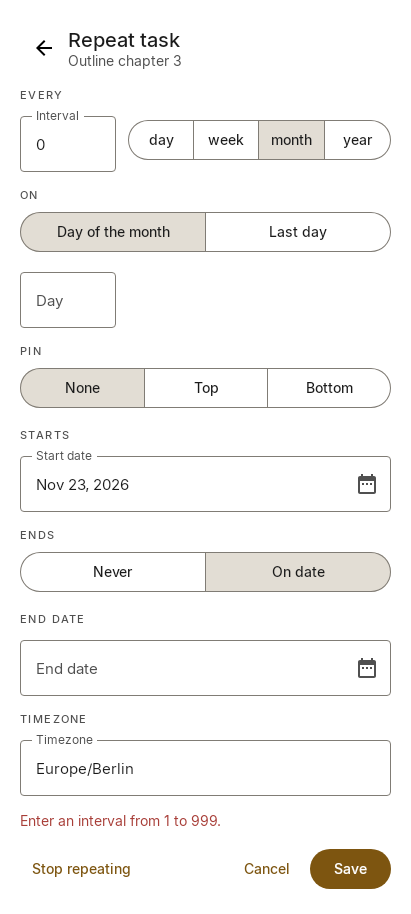 Repeat task
Outline chapter 3
EVERY
Interval
0
day week month year
ON
Day of the month Last day
Day
PIN
None Top Bottom
STARTS
Start date
Nov 23, 2026
ENDS
Never On date
END DATE
End date
TIMEZONE
Timezone
Europe/Berlin
Enter an interval from 1 to 999.
Stop repeating Cancel Save